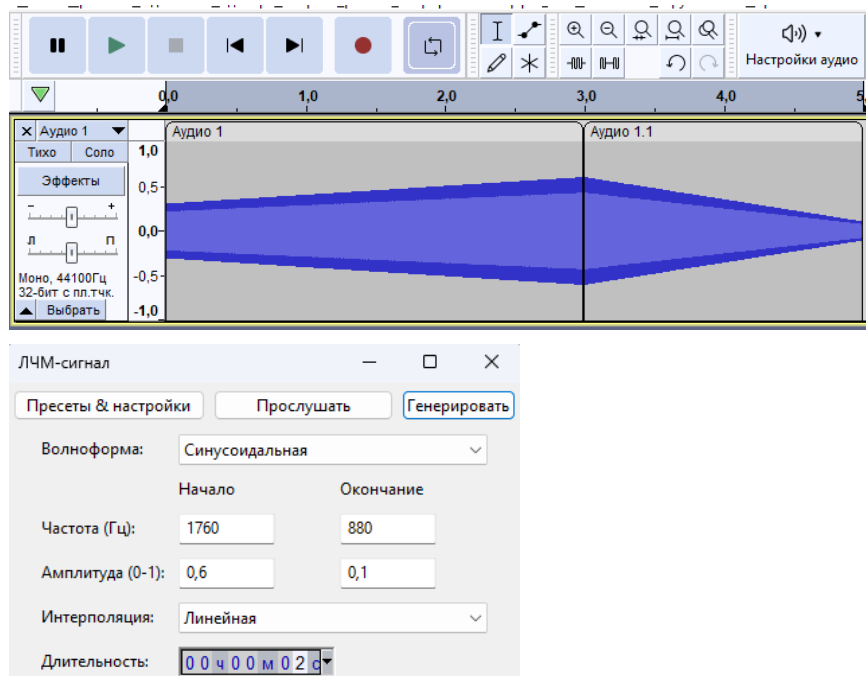 Настройки аудио
0,0 1,0 2,0 3,0 4,0 5,
Аудио 1
Аудио 1
Аудио 1.1
Тихо Соло
Эффекты
- +
Л П
Моно, 44100Гц
32-бит с пл.тчк.
Выбрать
1,0
0,5
0,0
-0,5
-1,0
ЛЧМ-сигнал
Пресеты & настройки Прослушать Генерировать
Волноформа: Синусоидальная
Начало Окончание
Частота (Гц): 1760 880
Амплитуда (0-1): 0,6 0,1
Интерполяция: Линейная
Длительность: 00ч00м02с